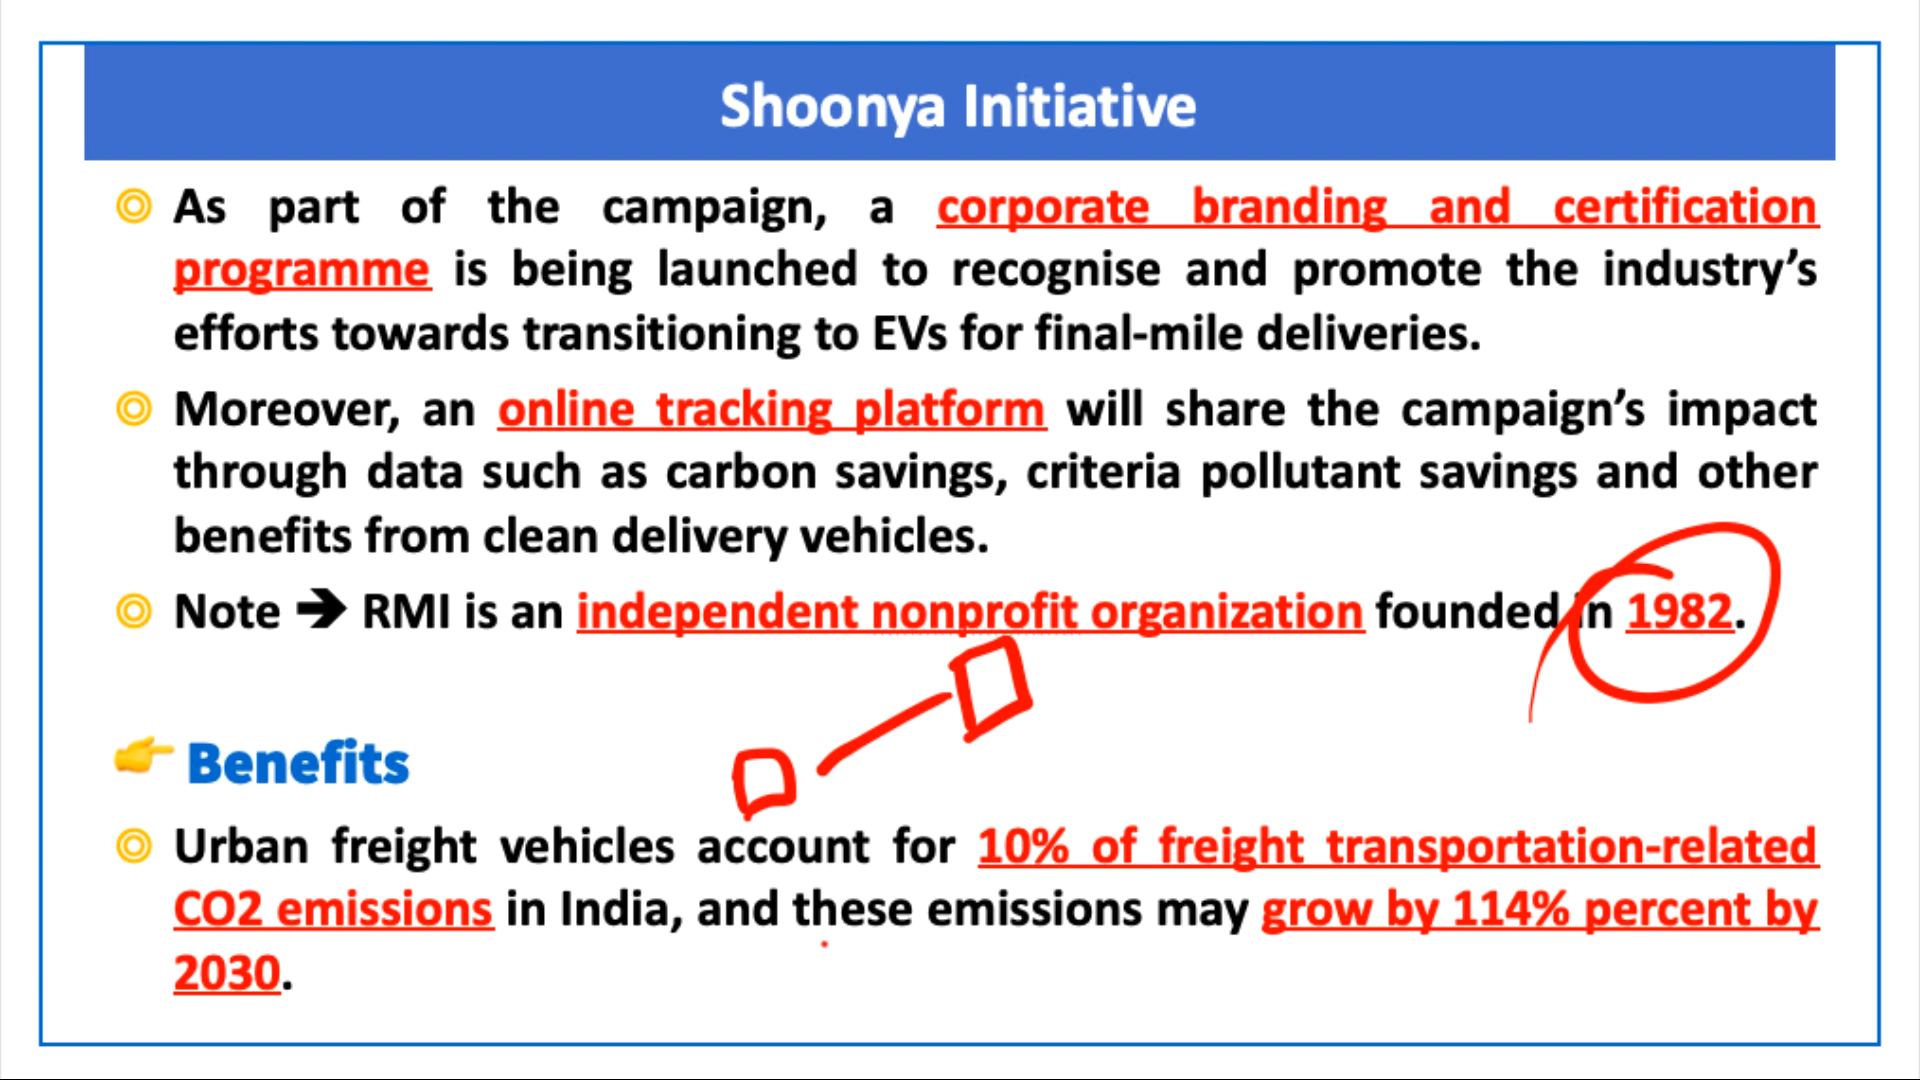 Shoonya Initiative
As part of the campaign, a corporate branding and certification
programme is being launched to recognise and promote the industry’s
efforts towards transitioning to EVs for final-mile deliveries.
Moreover, an online tracking platform will share the campaign’s impact
through data such as carbon savings, criteria pollutant savings and other
benefits from clean delivery vehicles.
Note ➔ RMI is an independent nonprofit organization founded in 1982.
Benefits
Urban freight vehicles account for 10% of freight transportation-related
CO2 emissions in India, and these emissions may grow by 114% percent by
2030.